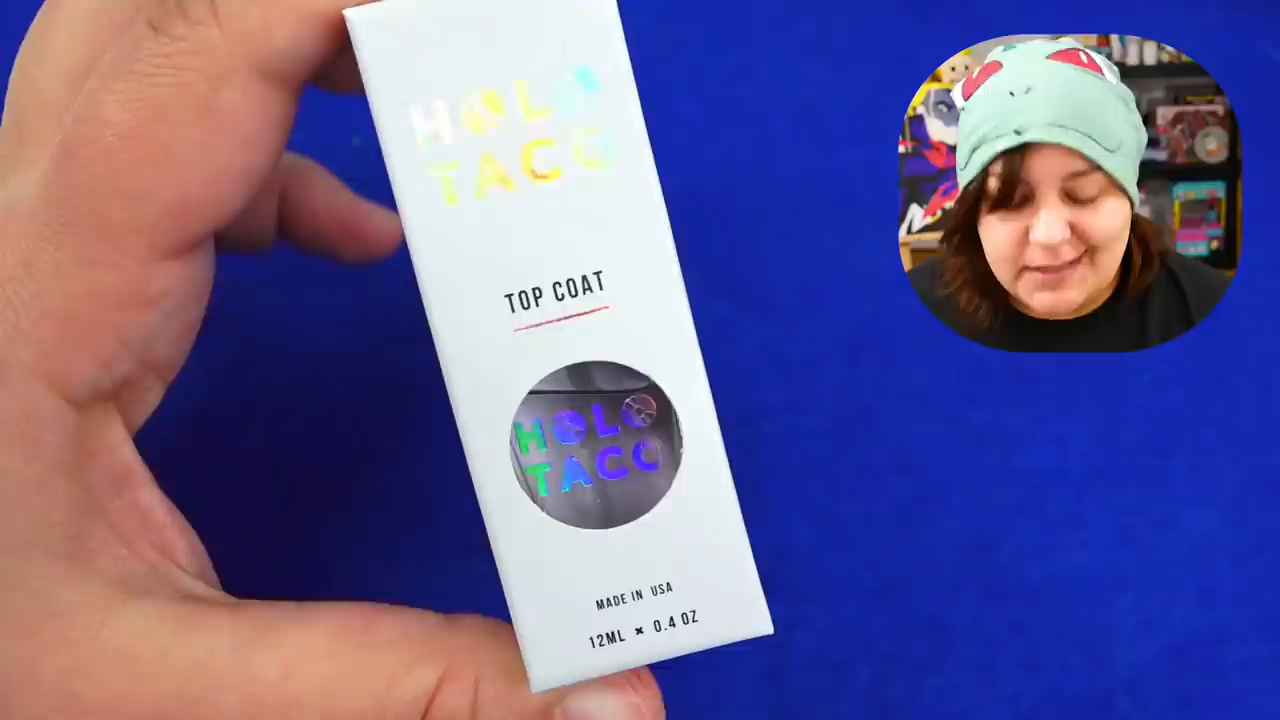 HOLO
TACO
TOP COAT
HOLO
TACO
MADE IN USA
12ML × 0.4 OZ